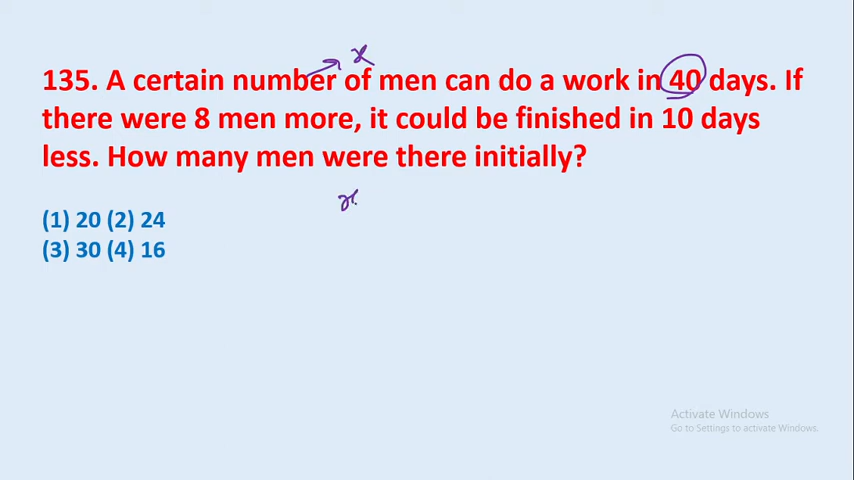 x
135. A certain number of men can do a work in 40 days. If
there were 8 men more, it could be finished in 10 days
less. How many men were there initially?
x
(1) 20 (2) 24
(3) 30 (4) 16
Activate Windows
Go to Settings to activate Windows.